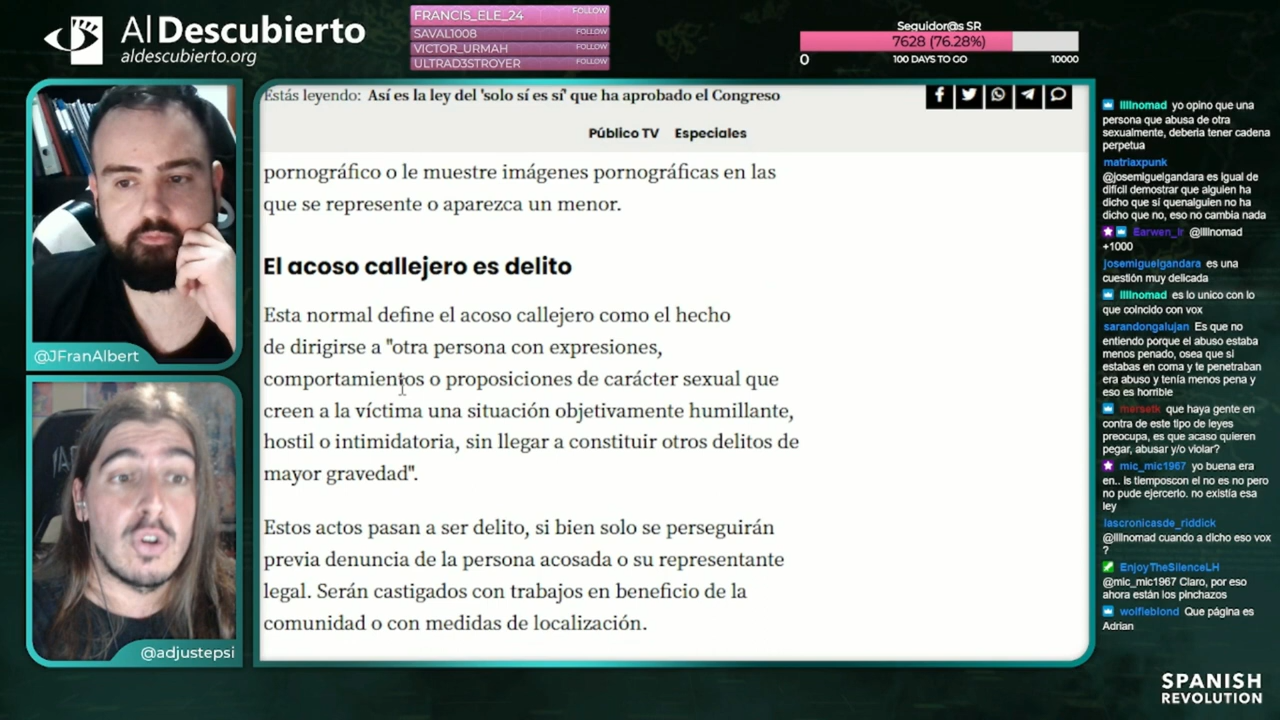 Al Descubierto
aldescubierto.org
FRANCIS_ELE_24 FOLLOW
SAVAL1008 FOLLOW
VICTOR_URMAH FOLLOW
ULTRAD3STROYER FOLLOW
Seguidor@s SR
7628 (76.28%)
0 100 DAYS TO GO 10000
@JFranAlbert
@adjustepsi
Estás leyendo: Así es la ley del 'solo sí es sí' que ha aprobado el Congreso
Público TV Especiales
pornográfico o le muestre imágenes pornográficas en las
que se represente o aparezca un menor.
El acoso callejero es delito
Esta normal define el acoso callejero como el hecho
de dirigirse a "otra persona con expresiones,
comportamientos o proposiciones de carácter sexual que
creen a la víctima una situación objetivamente humillante,
hostil o intimidatoria, sin llegar a constituir otros delitos de
mayor gravedad".
Estos actos pasan a ser delito, si bien solo se perseguirán
previa denuncia de la persona acosada o su representante
legal. Serán castigados con trabajos en beneficio de la
comunidad o con medidas de localización.
yo opino que una
persona que abusa de otra
sexualmente, deberia tener cadena
perpetua
matriaxpunk
@josemiguelgandara es igual de
difícil demostrar que alguien ha
dicho que sí quenalguien no ha
dicho que no, eso no cambia nada
Earwen_Ir @llllnomad
+1000
josemiguelgandara es una
cuestión muy delicada
llllnomad es lo unico con lo
que coincido con vox
sarandongalujan Es que no
entiendo porque el abuso estaba
menos penado, osea que si
estabas en coma y te penetraban
era abuso y tenía menos pena y
eso es horrible
mersetk que haya gente en
contra de este tipo de leyes
preocupa, es que acaso quieren
pegar, abusar y/o violar?
mic_mic1967 yo buena era
en.. ls tiemposcon el no es no pero
no pude ejercerlo. no existía esa
ley
lascronicasde_riddick
@llllnomad cuando a dicho eso vox
?
EnjoyTheSilenceLH
@mic_mic1967 Claro, por eso
ahora están los pinchazos
wolfieblond Que página es
Adrian
SPANISH
REVOLUTION